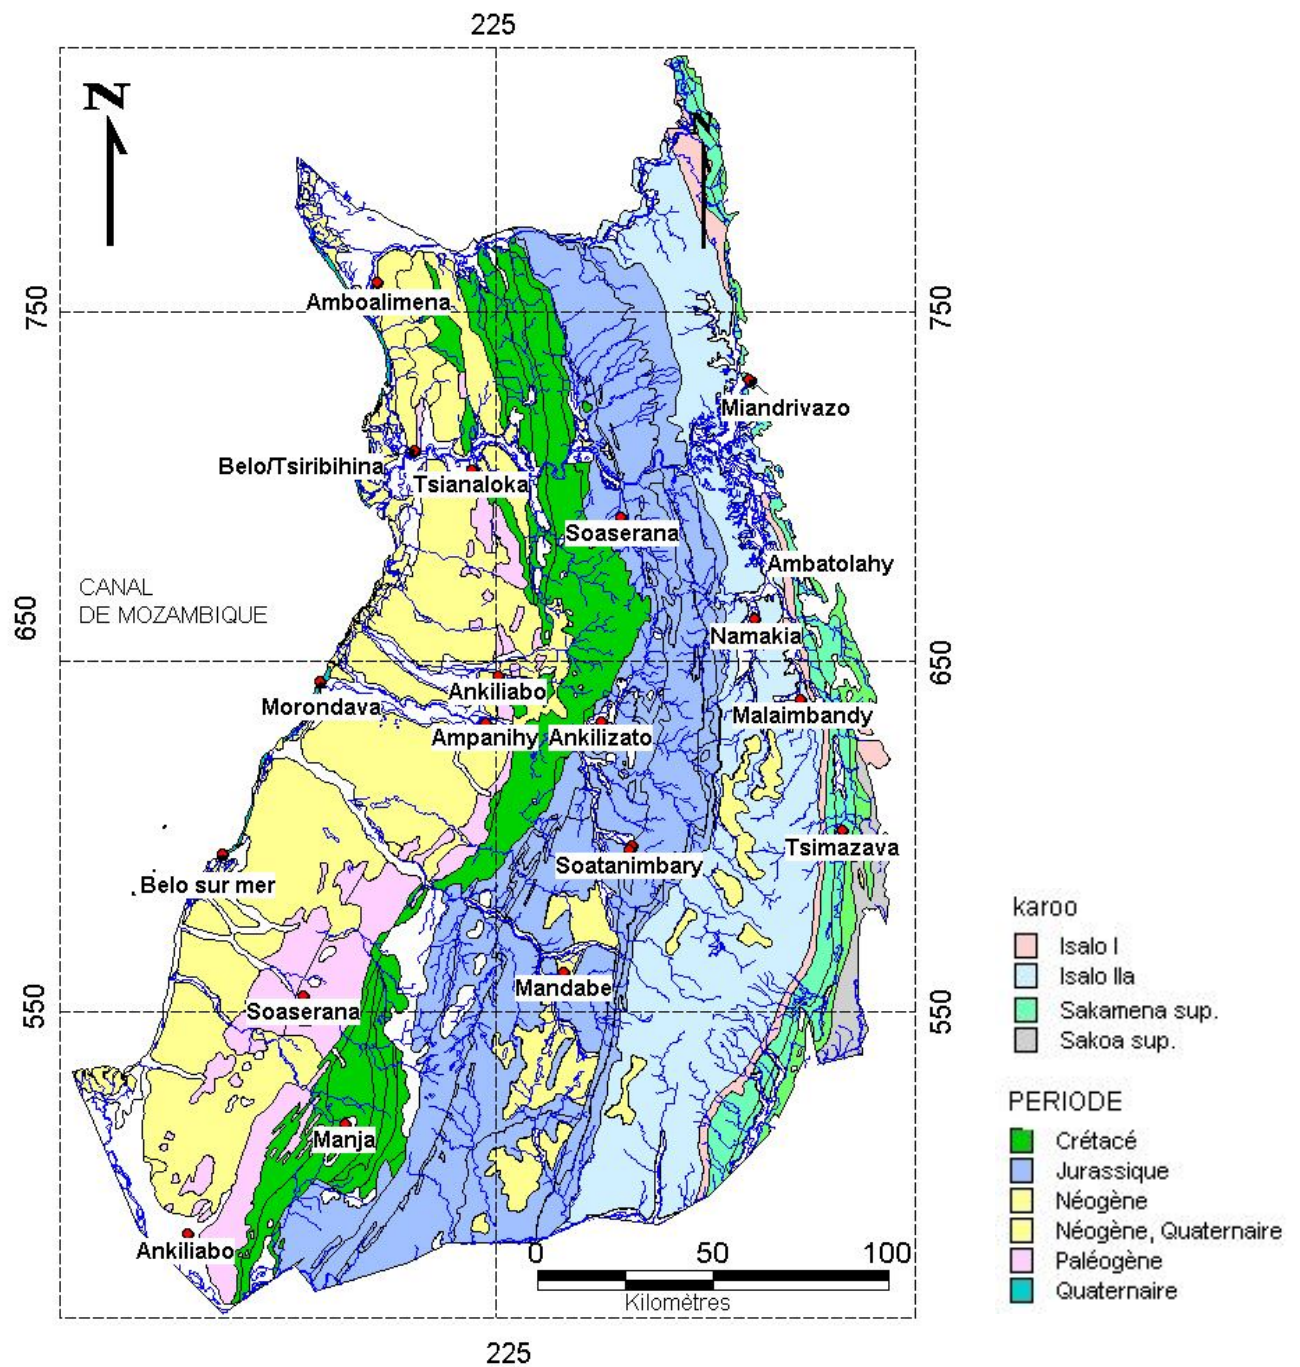 225
N
N
750
750
Amboalimena
Miandrivazo
Belo/Tsiribihina
Tsianaloka
Soaserana
Ambatolahy
CANAL
DE MOZAMBIQUE
650
650
Namakia
Ankiliabo
Morondava
Malaimbandy
Ampanihy
Ankilizato
Tsimazava
Soatanimbary
Belo sur mer
Mandabe
Soaserana
550
550
Manja
Ankiliabo
0 50 100
Kilomètres
225
karoo
Isalo I
Isalo IIa
Sakamena sup.
Sakoa sup.
PERIODE
Crétacé
Jurassique
Néogène
Néogène, Quaternaire
Paléogène
Quaternaire